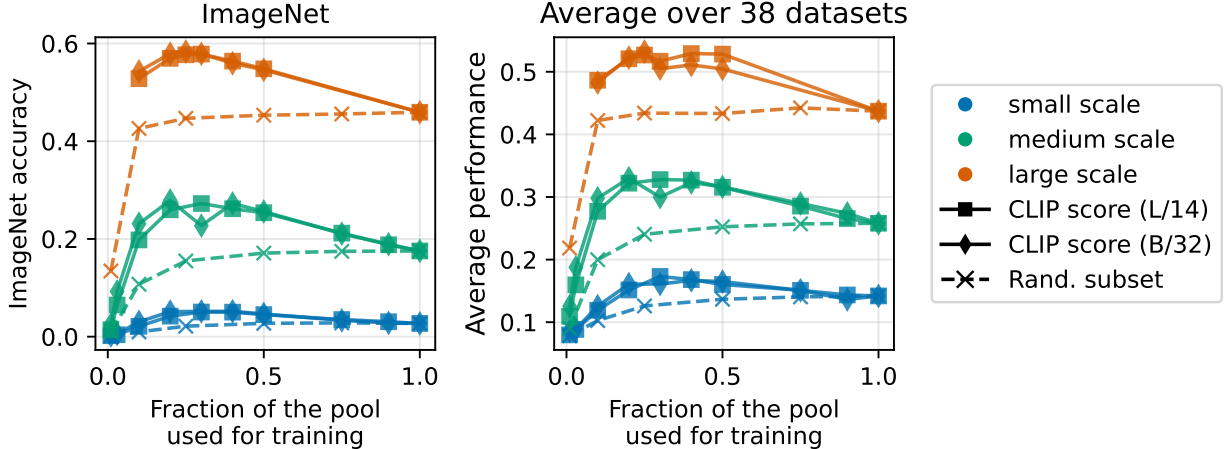 ImageNet
ImageNet accuracy
0.6
0.4
0.2
0.0
0.0
0.5
1.0
Fraction of the pool
used for training
Average over 38 datasets
Average performance
0.5
0.4
0.3
0.2
0.1
0.0
0.5
1.0
Fraction of the pool
used for training
small scale
medium scale
large scale
CLIP score (L/14)
CLIP score (B/32)
Rand. subset